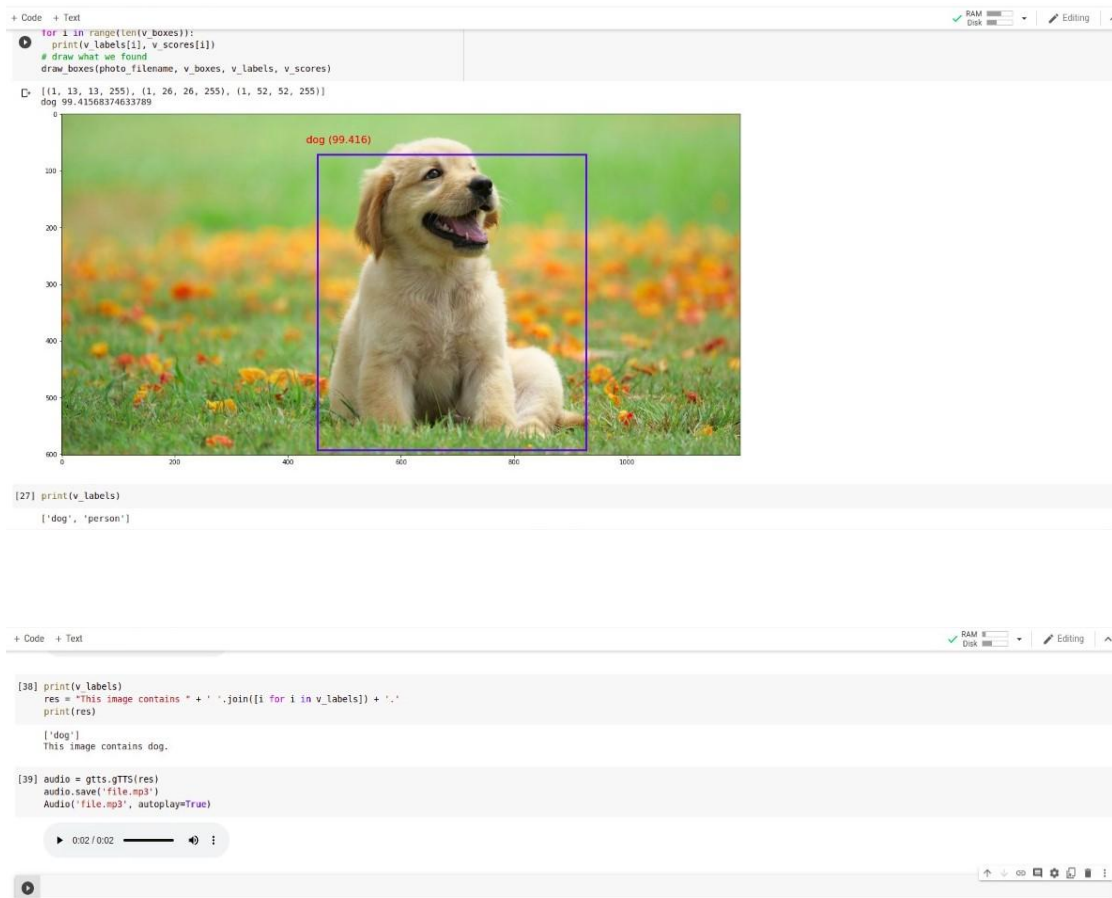 + Code + Text
RAM
Disk
Editing
for i in range(len(v_boxes)):
print(v_labels[i], v_scores[i])
# draw what we found
draw_boxes(photo_filename, v_boxes, v_labels, v_scores)
[(1, 13, 13, 255), (1, 26, 26, 255), (1, 52, 52, 255)]
dog 99.41568374633789
0
dog (99.416)
100
200
300
400
500
600
0 200 400 600 800 1000
[27] print(v_labels)
['dog', 'person']
+ Code + Text
RAM
Disk
Editing
[38] print(v_labels)
res = "This image contains " + ' '.join([i for i in v_labels]) + '.'
print(res)
['dog']
This image contains dog.
[39] audio = gtts.gTTS(res)
audio.save('file.mp3')
Audio('file.mp3', autoplay=True)
0:02 / 0:02